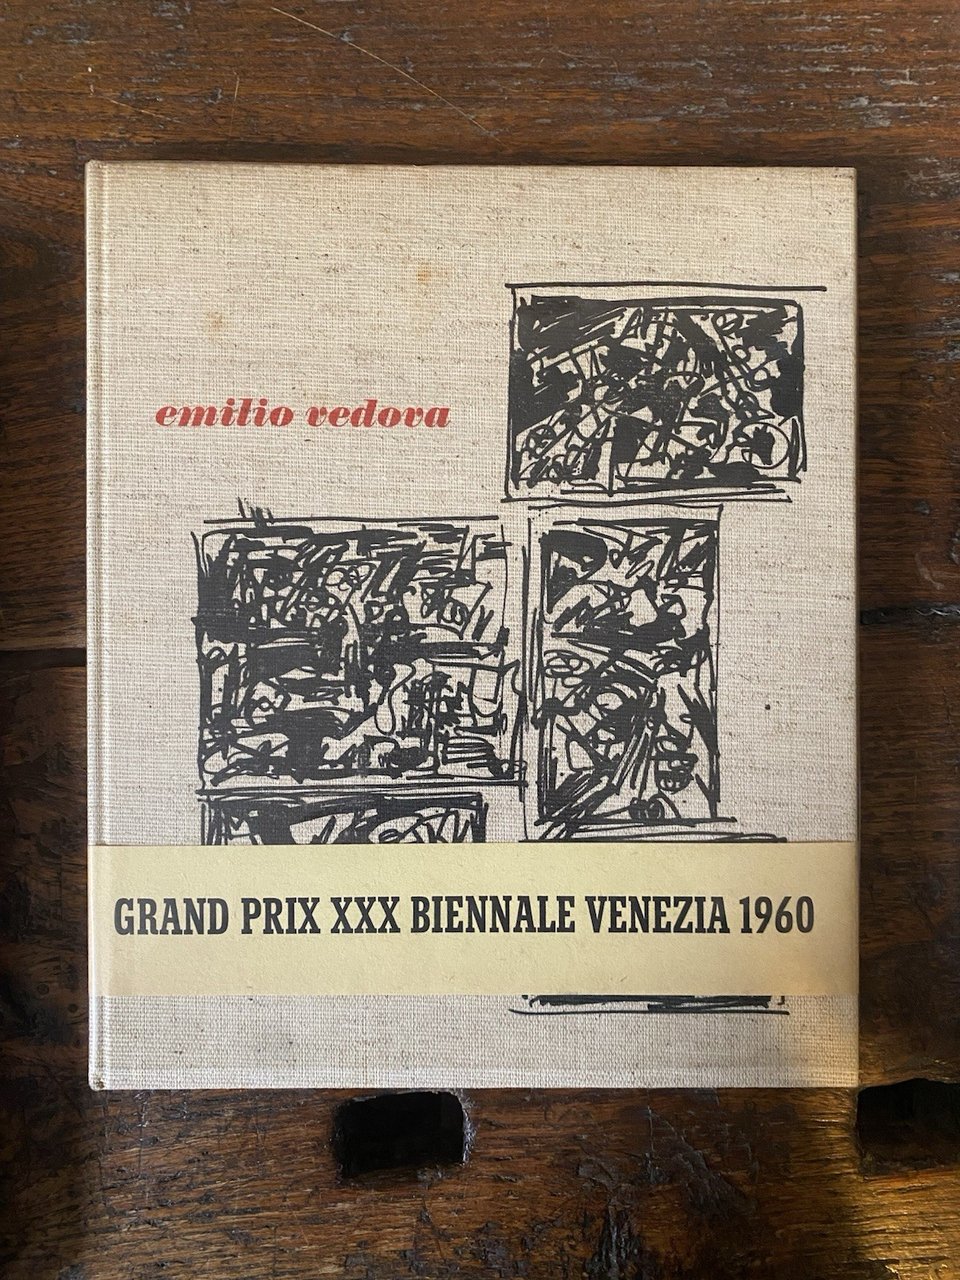 emilio vedova
GRAND PRIX XXX BIENNALE VENEZIA 1960